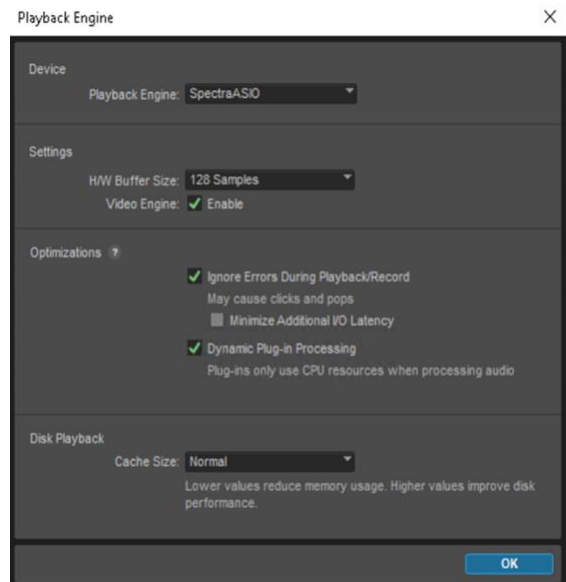 Playback Engine
Device
Playback Engine: SpectraASIO
Settings
H/W Buffer Size: 128 Samples
Video Engine: Enable
Optimizations ?
Ignore Errors During Playback/Record
May cause clicks and pops
Minimize Additional I/O Latency
Dynamic Plug-in Processing
Plug-ins only use CPU resources when processing audio
Disk Playback
Cache Size: Normal
Lower values reduce memory usage. Higher values improve disk
performance.
OK